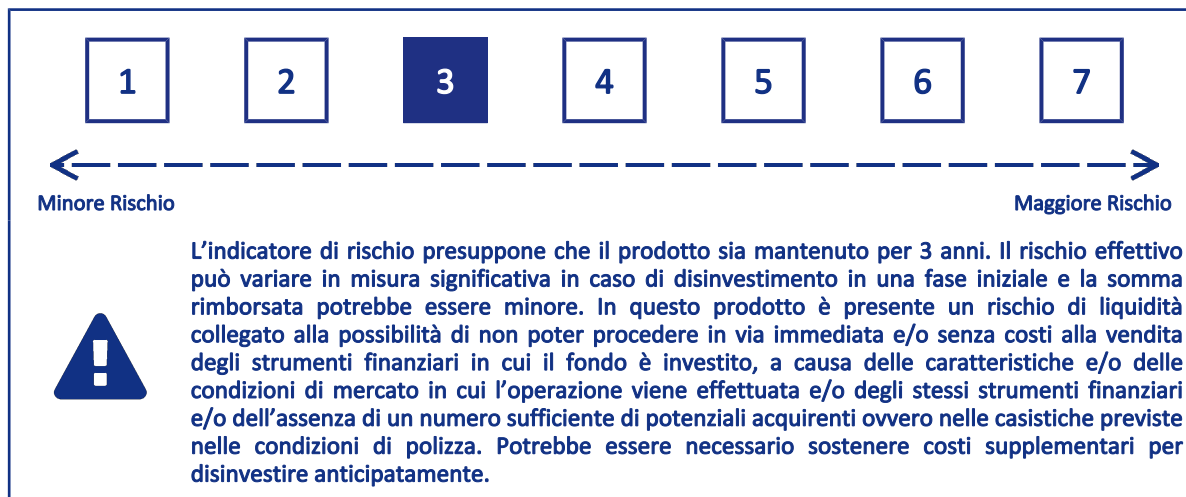 1 2 3 4 5 6 7
Minore Rischio Maggiore Rischio
L’indicatore di rischio presuppone che il prodotto sia mantenuto per 3 anni. Il rischio effettivo
può variare in misura significativa in caso di disinvestimento in una fase iniziale e la somma
rimborsata potrebbe essere minore. In questo prodotto è presente un rischio di liquidità
collegato alla possibilità di non poter procedere in via immediata e/o senza costi alla vendita
degli strumenti finanziari in cui il fondo è investito, a causa delle caratteristiche e/o delle
condizioni di mercato in cui l’operazione viene effettuata e/o degli stessi strumenti finanziari
e/o dell’assenza di un numero sufficiente di potenziali acquirenti ovvero nelle casistiche previste
nelle condizioni di polizza. Potrebbe essere necessario sostenere costi supplementari per
disinvestire anticipatamente.